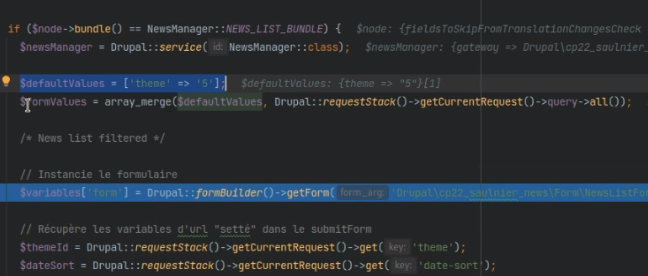 if ($node->bundle() == NewsManager::NEWS_LIST_BUNDLE) { $node: {fieldsToSkipFromTranslationChangesCheck
$newsManager = Drupal::service( id: NewsManager::class); $newsManager: {gateway => Drupal\cp22_saulnier_
$defaultValues = ['theme' => '5']; $defaultValues: {theme => "5"}[1]
$formValues = array_merge($defaultValues, Drupal::requestStack()->getCurrentRequest()->query->all());
/* News list filtered */
// Instancie le formulaire
$variables['form'] = Drupal::formBuilder()->getForm( form_arg: 'Drupal\cp22_saulnier_news\Form\NewsListFo
// Récupère les variables d'url "setté" dans le submitForm
$themeId = Drupal::requestStack()->getCurrentRequest()->get( key: 'theme');
$dateSort = Drupal::requestStack()->getCurrentRequest()->get( key: 'date-sort');